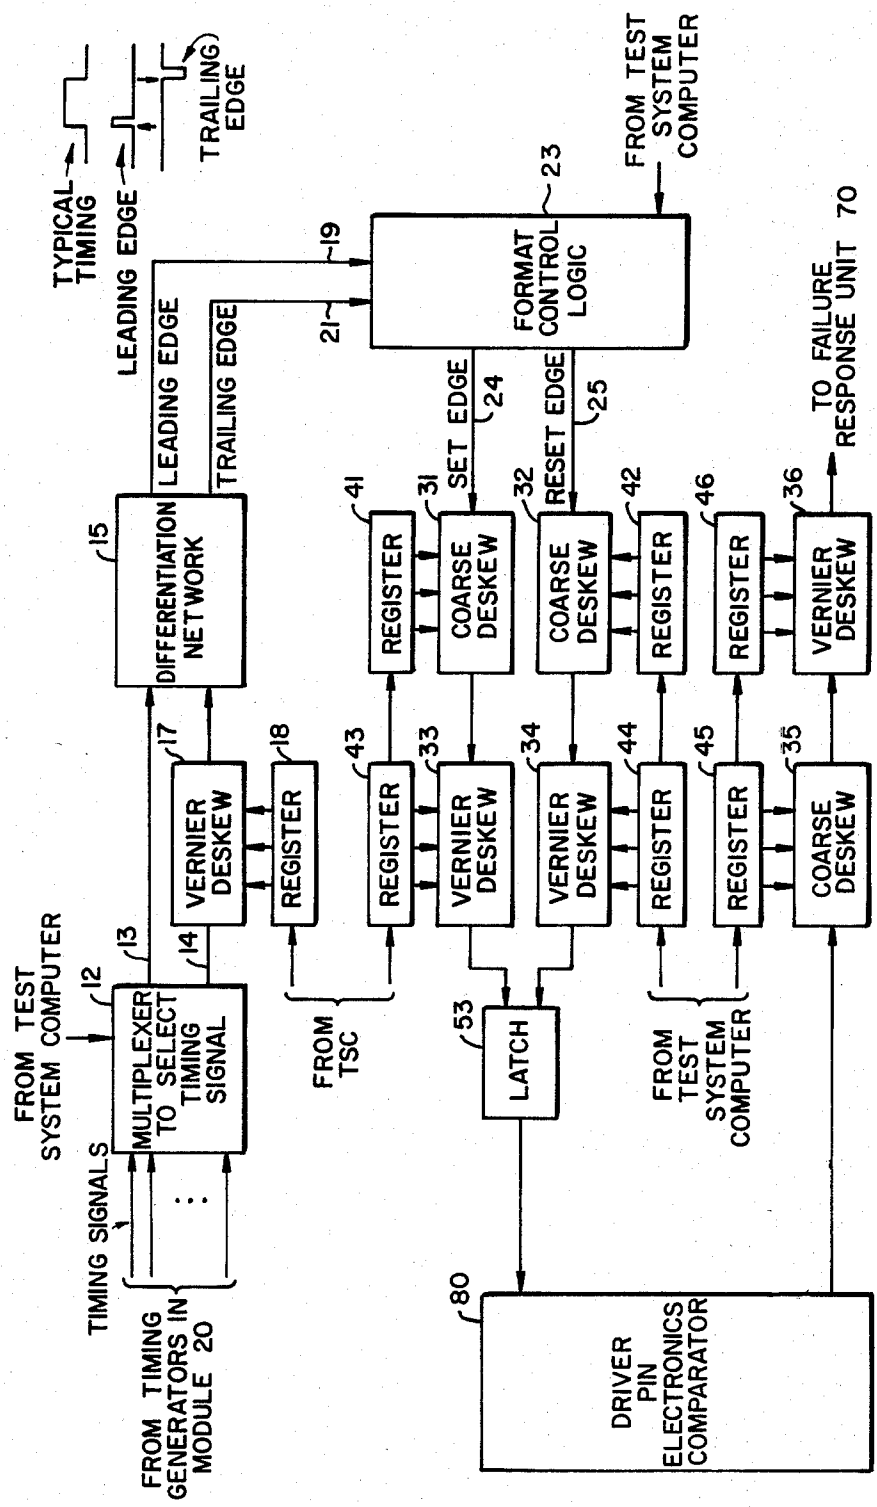 FROM TEST
SYSTEM COMPUTER
TIMING SIGNALS
FROM TIMING
GENERATORS IN
MODULE 20
12
MULTIPLEXER
TO SELECT
TIMING
SIGNAL
13
14
17
VERNIER
DESKEW
18
REGISTER
15
DIFFERENTIATION
NETWORK
LEADING EDGE
TRAILING EDGE
TYPICAL
TIMING
LEADING EDGE
TRAILING
EDGE
19
21
23
FORMAT
CONTROL
LOGIC
FROM TEST
SYSTEM
COMPUTER
SET EDGE
24
RESET EDGE
25
FROM
TSC
43
REGISTER
41
REGISTER
33
VERNIER
DESKEW
31
COARSE
DESKEW
34
VERNIER
DESKEW
32
COARSE
DESKEW
44
REGISTER
42
REGISTER
45
REGISTER
46
REGISTER
35
COARSE
DESKEW
36
VERNIER
DESKEW
TO FAILURE
RESPONSE UNIT 70
53
LATCH
FROM
TEST
SYSTEM
COMPUTER
80
DRIVER
PIN
ELECTRONICS
COMPARATOR